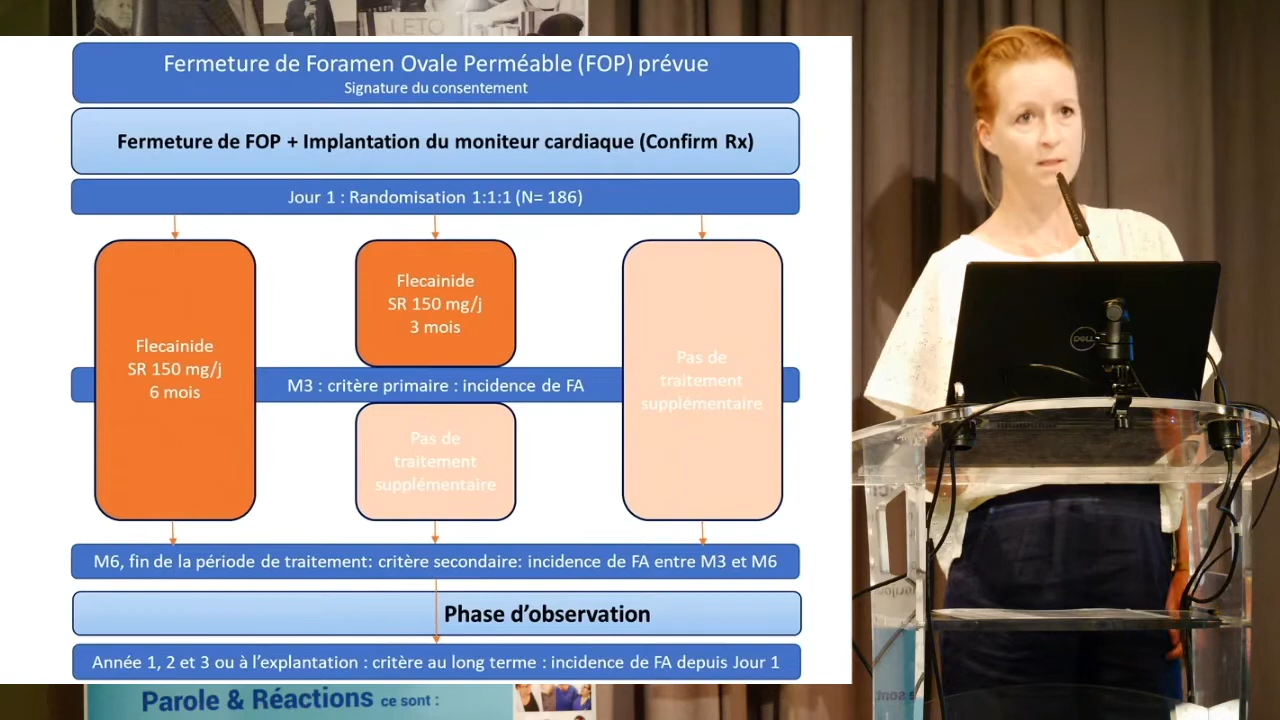 LETO
Fermeture de Foramen Ovale Perméable (FOP) prévue
Signature du consentement
Fermeture de FOP + Implantation du moniteur cardiaque (Confirm Rx)
Jour 1 : Randomisation 1:1:1 (N= 186)
Flecainide
SR 150 mg/j
6 mois
Flecainide
SR 150 mg/j
3 mois
Pas de
traitement
supplémentaire
M3 : critère primaire : incidence de FA
Pas de
traitement
supplémentaire
M6, fin de la période de traitement: critère secondaire: incidence de FA entre M3 et M6
Phase d’observation
Année 1, 2 et 3 ou à l’explantation : critère au long terme : incidence de FA depuis Jour 1
Parole & Réactions ce sont :
DELL